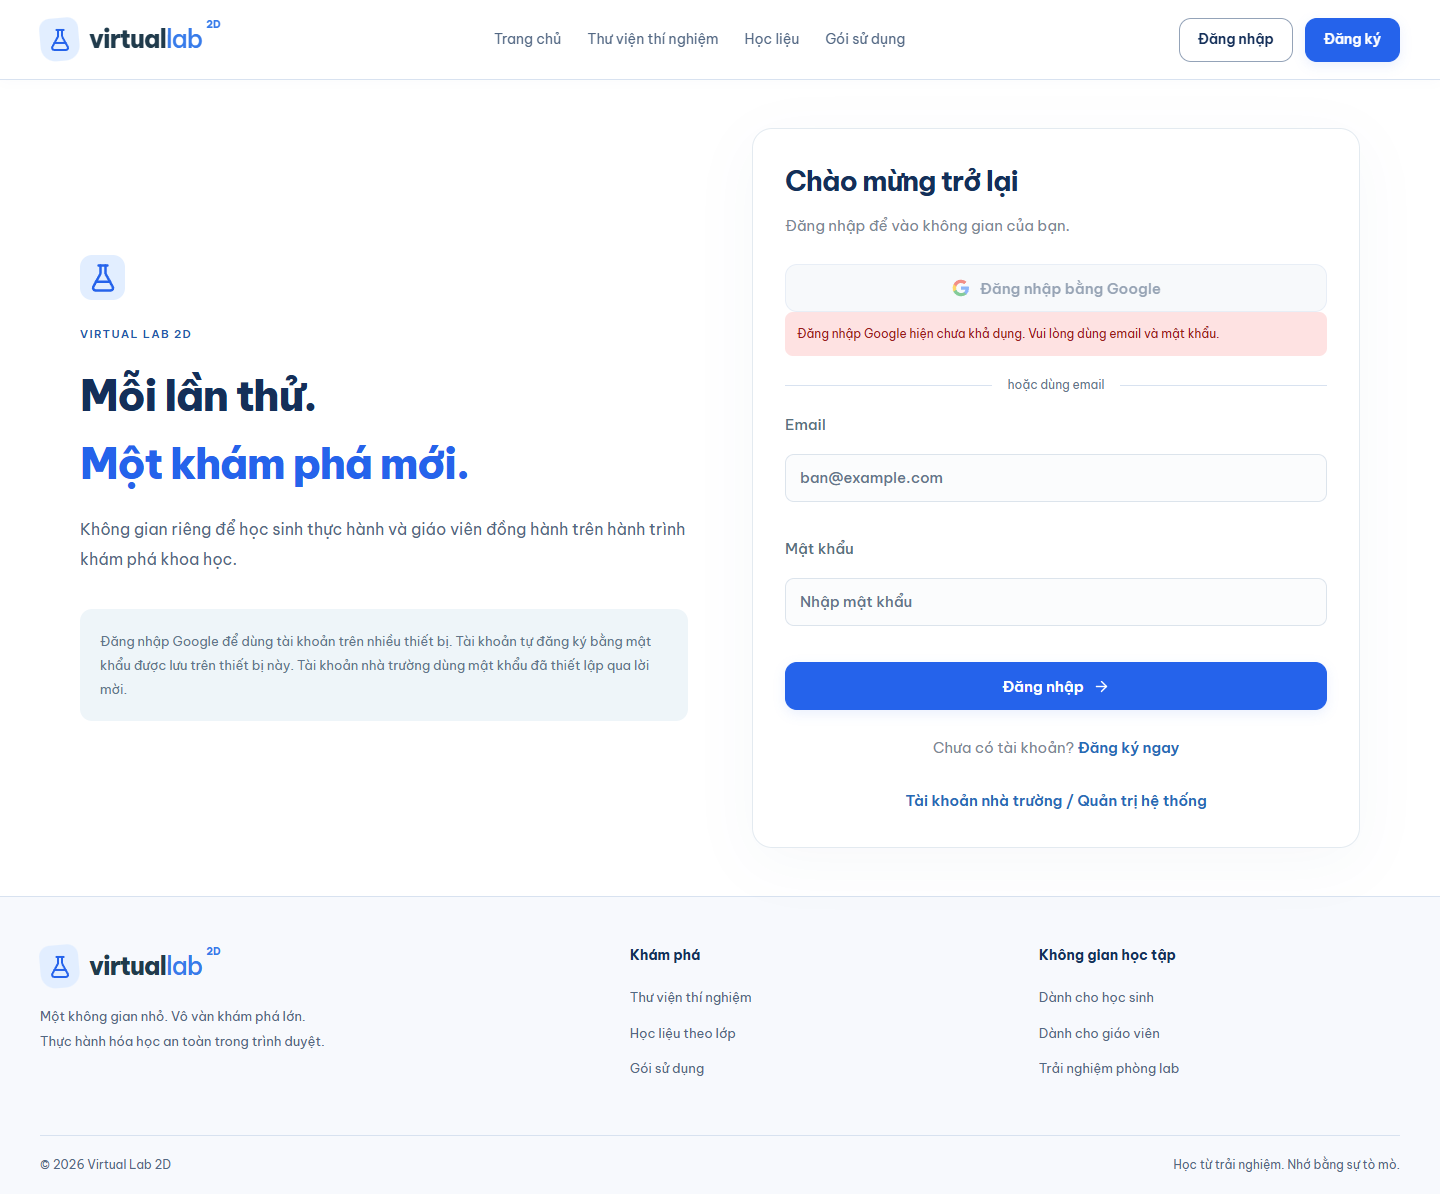 virtuallab 2D
Trang chủ
Thư viện thí nghiệm
Học liệu
Gói sử dụng
Đăng nhập
Đăng ký
VIRTUAL LAB 2D
Mỗi lần thử.
Một khám phá mới.
Không gian riêng để học sinh thực hành và giáo viên đồng hành trên hành trình
khám phá khoa học.
Đăng nhập Google để dùng tài khoản trên nhiều thiết bị. Tài khoản tự đăng ký bằng mật
khẩu được lưu trên thiết bị này. Tài khoản nhà trường dùng mật khẩu đã thiết lập qua lời
mời.
Chào mừng trở lại
Đăng nhập để vào không gian của bạn.
Đăng nhập bằng Google
Đăng nhập Google hiện chưa khả dụng. Vui lòng dùng email và mật khẩu.
hoặc dùng email
Email
ban@example.com
Mật khẩu
Nhập mật khẩu
Đăng nhập →
Chưa có tài khoản? Đăng ký ngay
Tài khoản nhà trường / Quản trị hệ thống
virtuallab 2D
Một không gian nhỏ. Vô vàn khám phá lớn.
Thực hành hóa học an toàn trong trình duyệt.
Khám phá
Thư viện thí nghiệm
Học liệu theo lớp
Gói sử dụng
Không gian học tập
Dành cho học sinh
Dành cho giáo viên
Trải nghiệm phòng lab
© 2026 Virtual Lab 2D
Học từ trải nghiệm. Nhớ bằng sự tò mò.